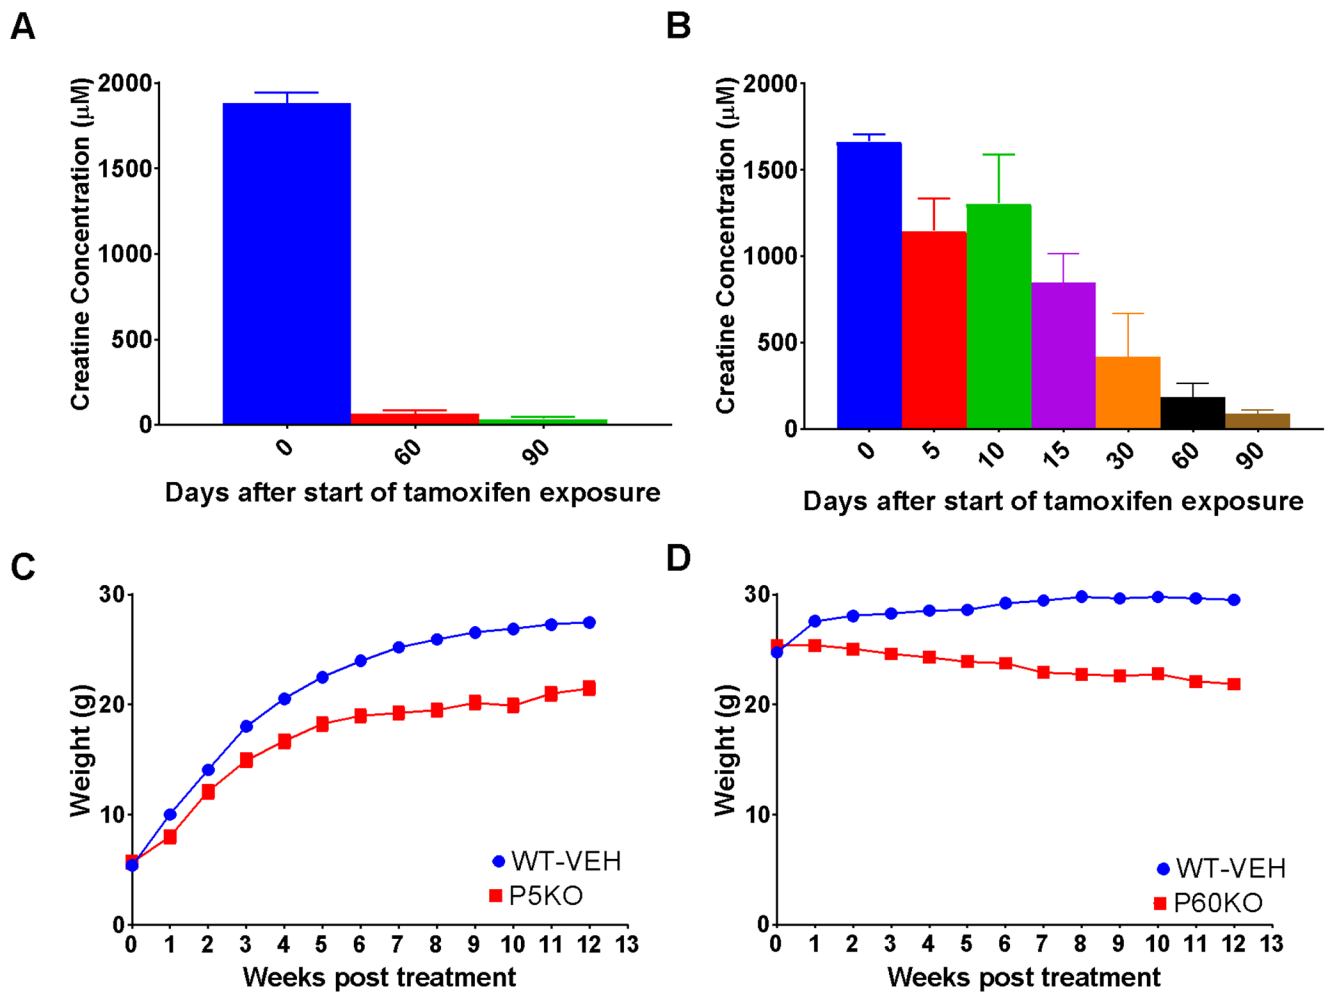 A
Creatine Concentration (μM)
2000
1500
1000
500
0
0
60
90
Days after start of tamoxifen exposure
B
Creatine Concentration (μM)
2000
1500
1000
500
0
0
5
10
15
30
60
90
Days after start of tamoxifen exposure
C
Weight (g)
30
20
10
0
0 1 2 3 4 5 6 7 8 9 10 11 12 13
Weeks post treatment
WT-VEH
P5KO
D
Weight (g)
30
20
10
0
0 1 2 3 4 5 6 7 8 9 10 11 12 13
Weeks post treatment
WT-VEH
P60KO